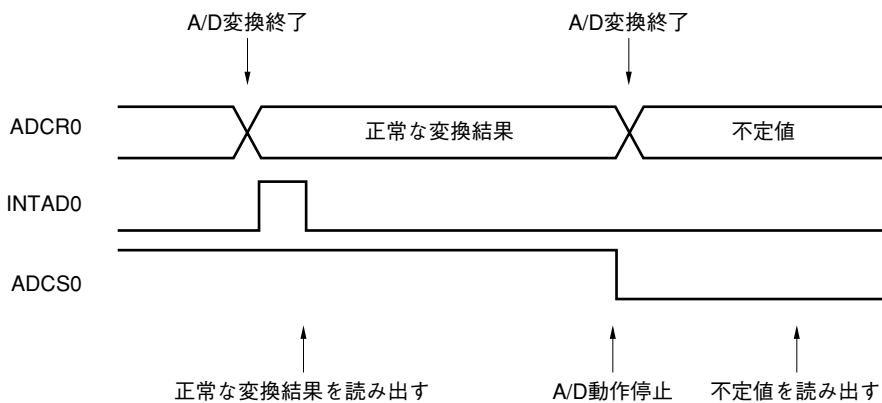 A/D変換終了
A/D変換終了
ADCR0
正常な変換結果
不定値
INTAD0
ADCS0
正常な変換結果を読み出す
A/D動作停止
不定値を読み出す